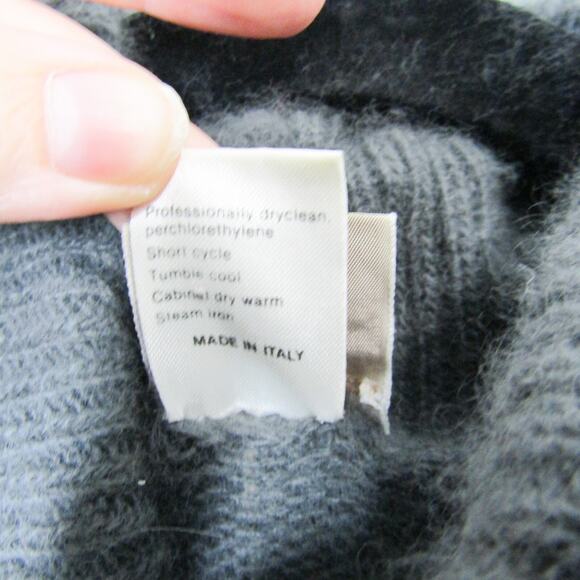 Professionally dryclean,
perchlorethylene
Short cycle
Tumble cool
Cabinet dry warm
Steam iron
MADE IN ITALY